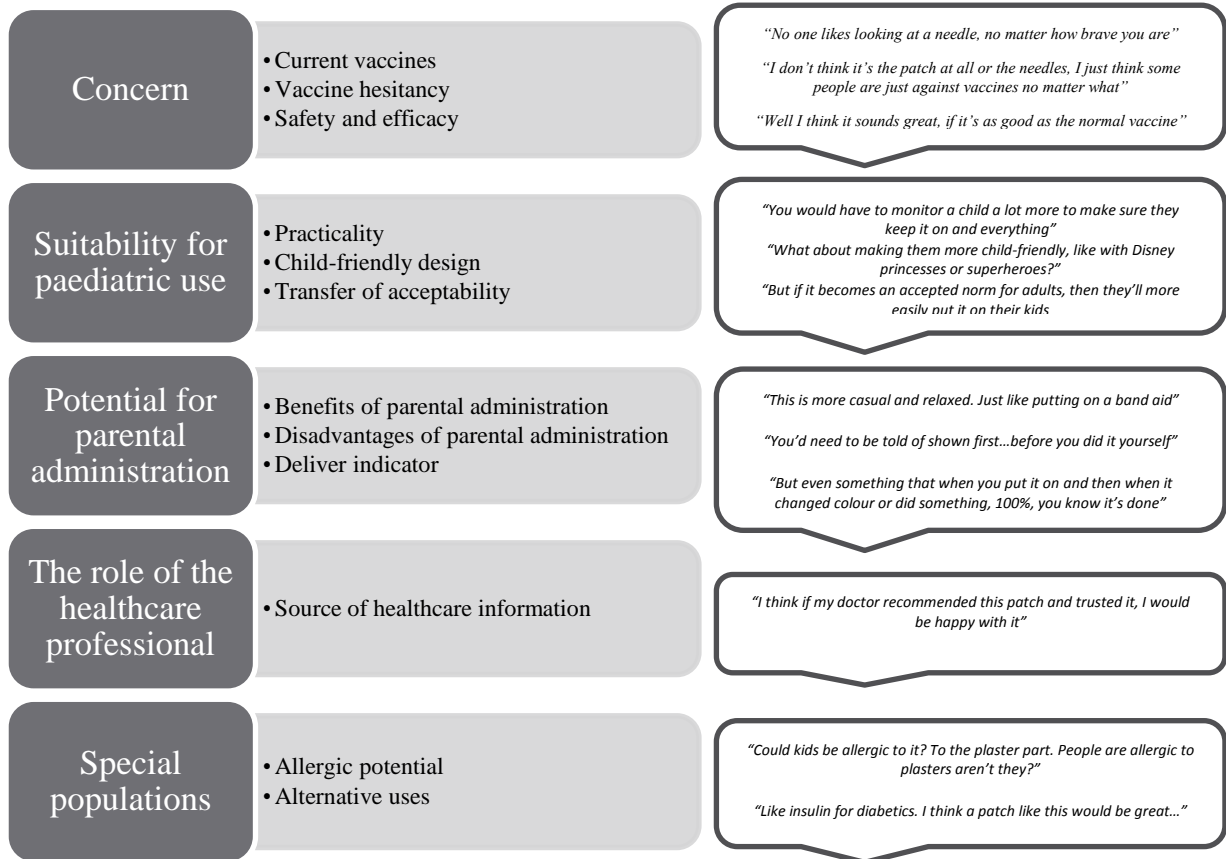 Concern
• Current vaccines
• Vaccine hesitancy
• Safety and efficacy
“No one likes looking at a needle, no matter how brave you are”
“I don’t think it’s the patch at all or the needles, I just think some
people are just against vaccines no matter what”
“Well I think it sounds great, if it’s as good as the normal vaccine”
Suitability for
paediatric use
• Practicality
• Child-friendly design
• Transfer of acceptability
“You would have to monitor a child a lot more to make sure they
keep it on and everything”
“What about making them more child-friendly, like with Disney
princesses or superheroes?”
“But if it becomes an accepted norm for adults, then they’ll more
easily put it on their kids
Potential for
parental
administration
• Benefits of parental administration
• Disadvantages of parental administration
• Deliver indicator
“This is more casual and relaxed. Just like putting on a band aid”
“You’d need to be told of shown first…before you did it yourself”
“But even something that when you put it on and then when it
changed colour or did something, 100%, you know it’s done”
The role of the
healthcare
professional
• Source of healthcare information
“I think if my doctor recommended this patch and trusted it, I would
be happy with it”
Special
populations
• Allergic potential
• Alternative uses
“Could kids be allergic to it? To the plaster part. People are allergic to
plasters aren’t they?”
“Like insulin for diabetics. I think a patch like this would be great…”